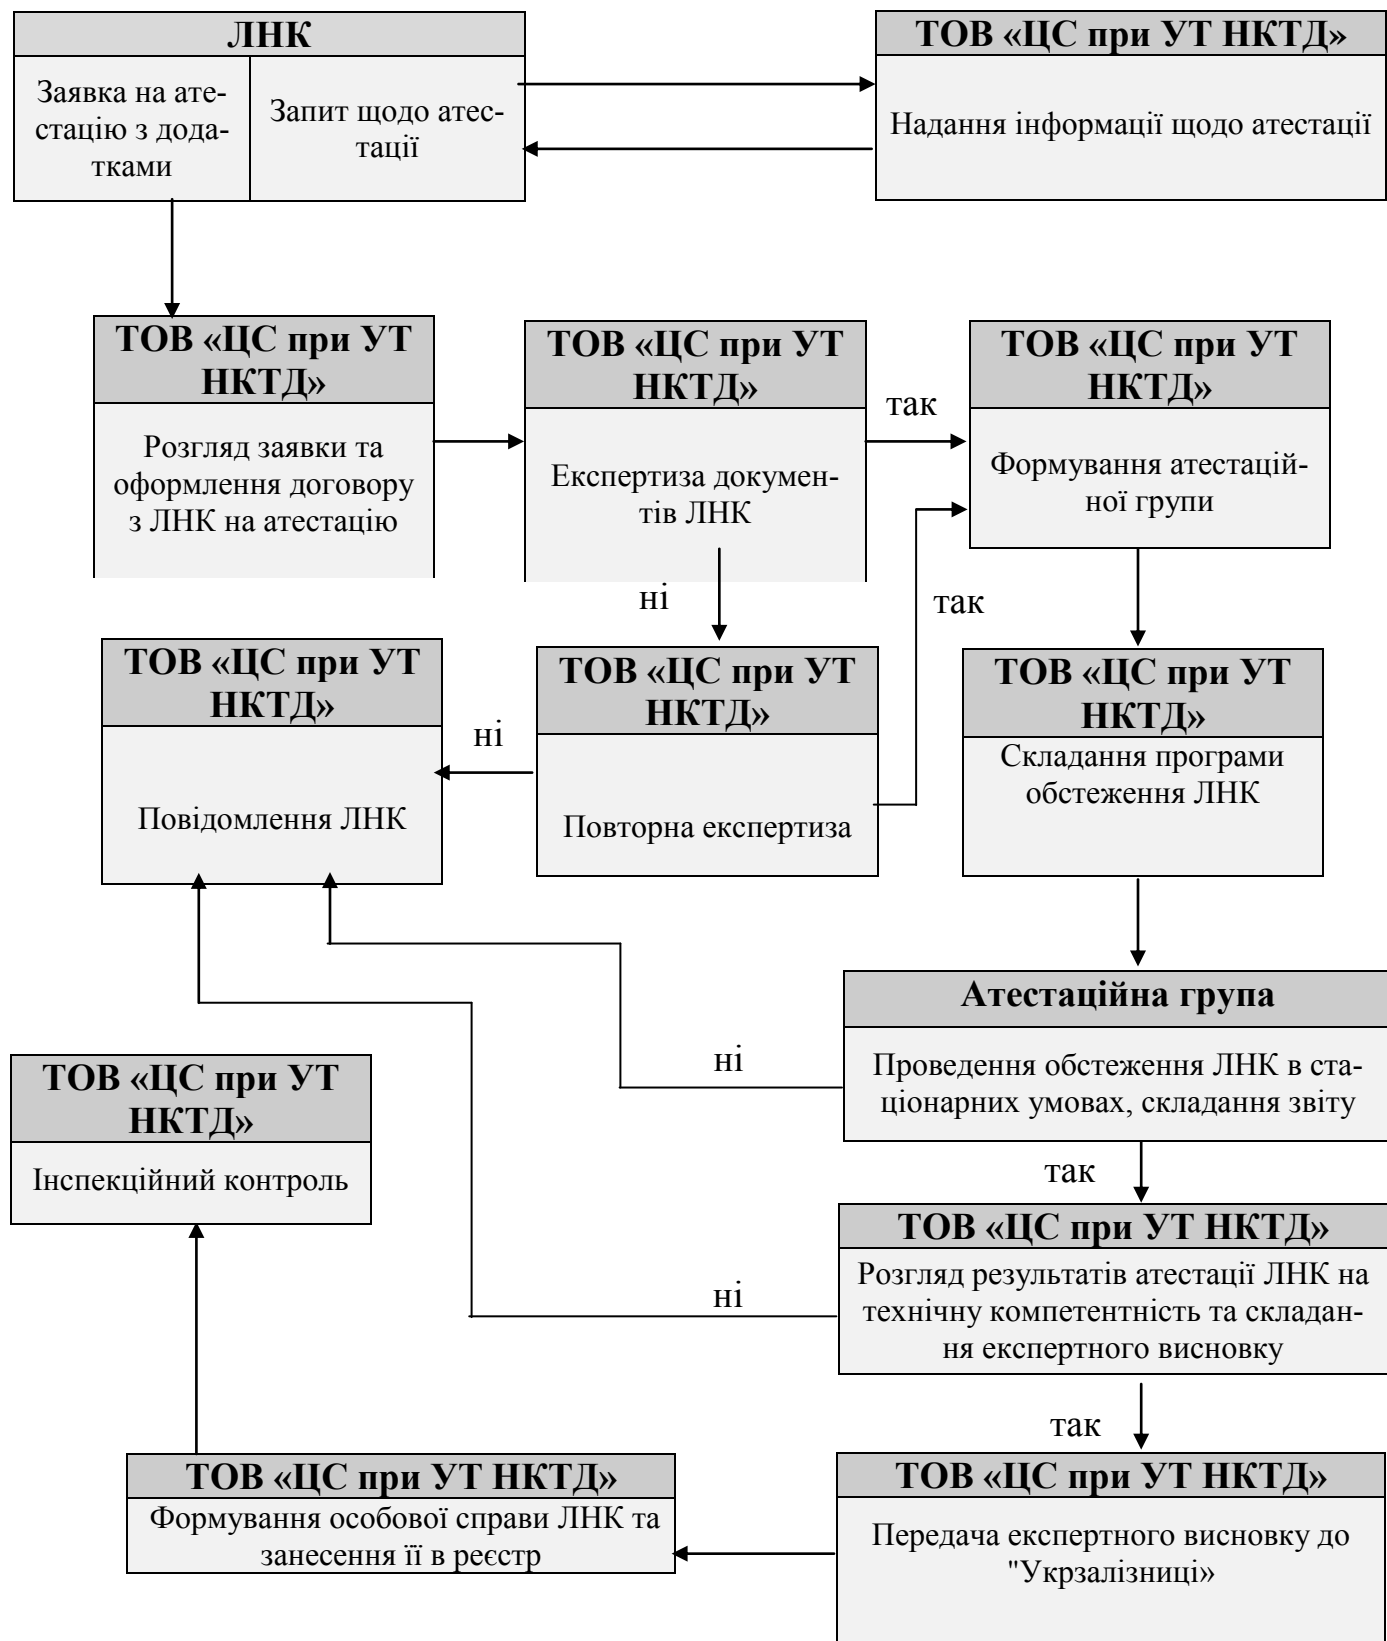 ЛНК
Заявка на ате-
стацію з дода-
тками
Запит щодо атес-
тації
ТОВ «ЦС при УТ НКТД»
Надання інформації щодо атестації
ТОВ «ЦС при УТ
НКТД»
Розгляд заявки та
оформлення договору
з ЛНК на атестацію
ТОВ «ЦС при УТ
НКТД»
Експертиза докумен-
тів ЛНК
так
ТОВ «ЦС при УТ
НКТД»
Формування атестацій-
ної групи
ні
так
ТОВ «ЦС при УТ
НКТД»
Повідомлення ЛНК
ні
ТОВ «ЦС при УТ
НКТД»
Повторна експертиза
ТОВ «ЦС при УТ
НКТД»
Складання програми
обстеження ЛНК
Атестаційна група
Проведення обстеження ЛНК в ста-
ціонарних умовах, складання звіту
ні
ТОВ «ЦС при УТ
НКТД»
Інспекційний контроль
так
ТОВ «ЦС при УТ НКТД»
Розгляд результатів атестації ЛНК на
технічну компетентність та складан-
ня експертного висновку
ні
так
ТОВ «ЦС при УТ НКТД»
Формування особової справи ЛНК та
занесення її в реєстр
ТОВ «ЦС при УТ НКТД»
Передача експертного висновку до
"Укрзалізниці»